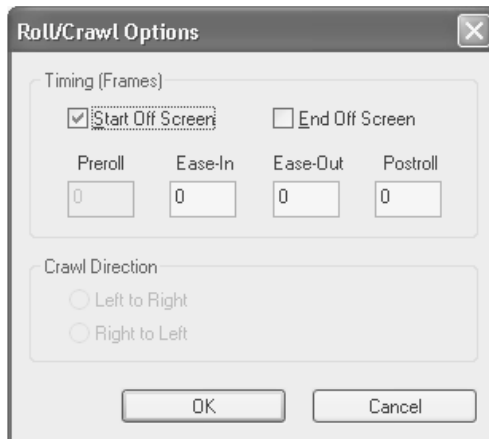 Roll/Crawl Options
Timing (Frames)
Start Off Screen End Off Screen
Preroll Ease-In Ease-Out Postroll
0 0 0 0
Crawl Direction
Left to Right
Right to Left
OK Cancel